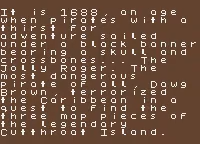 It is 1688, an age
when pirates with a
thirst for
adventure sailed
under a black banner
bearing a skull and
crossbones... The
Jolly Roger. The
most dangerous
pirate of all, Dawg
Brown, terrorized
the Caribbean in a
quest to find the
three map pieces of
the legendary
Cutthroat Island.